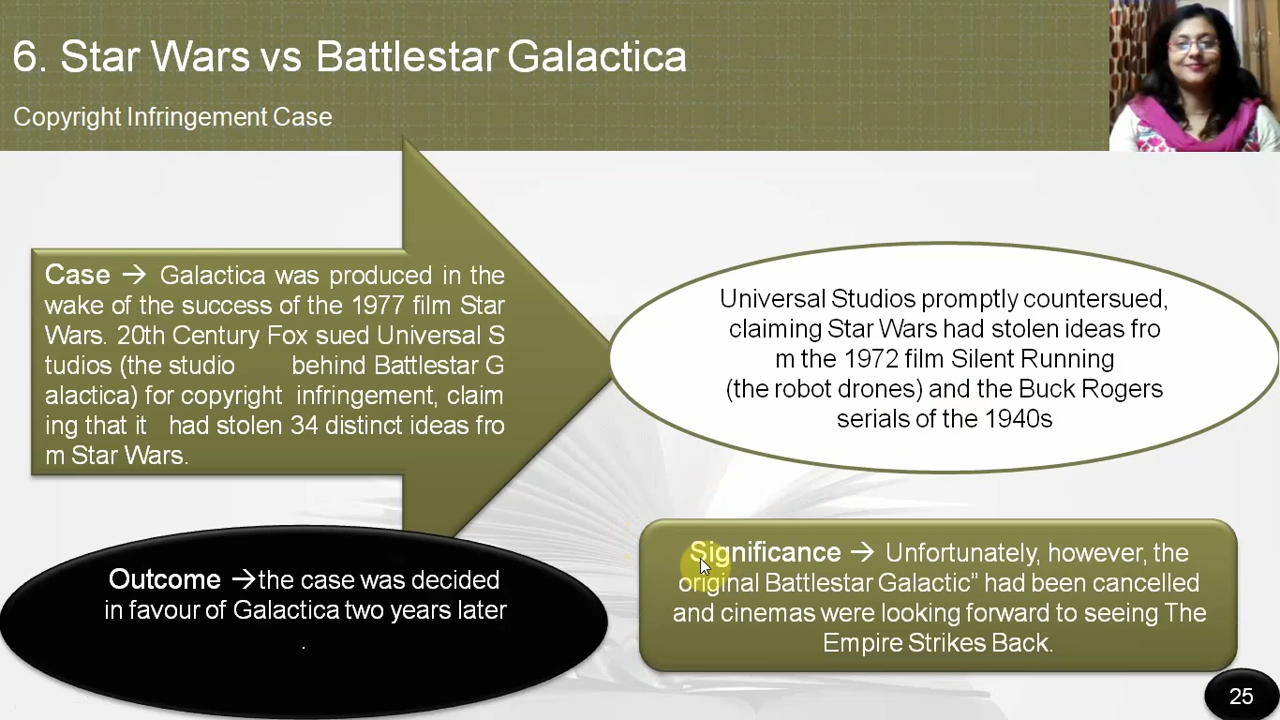 6. Star Wars vs Battlestar Galactica
Copyright Infringement Case
Case → Galactica was produced in the
wake of the success of the 1977 film Star
Wars. 20th Century Fox sued Universal S
tudios (the studio behind Battlestar G
alactica) for copyright infringement, claim
ing that it had stolen 34 distinct ideas fro
m Star Wars.
Universal Studios promptly countersued,
claiming Star Wars had stolen ideas fro
m the 1972 film Silent Running
(the robot drones) and the Buck Rogers
serials of the 1940s
Outcome →the case was decided
in favour of Galactica two years later
.
Significance → Unfortunately, however, the
original Battlestar Galactic” had been cancelled
and cinemas were looking forward to seeing The
Empire Strikes Back.
25